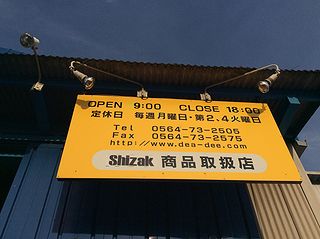 OPEN 9:00 CLOSE 18:00
定休日 毎週月曜日・第2、4火曜日
Tel 0564-73-2505
Fax 0564-73-2575
http://www.dea-dee.com/
Shizak 商品取扱店